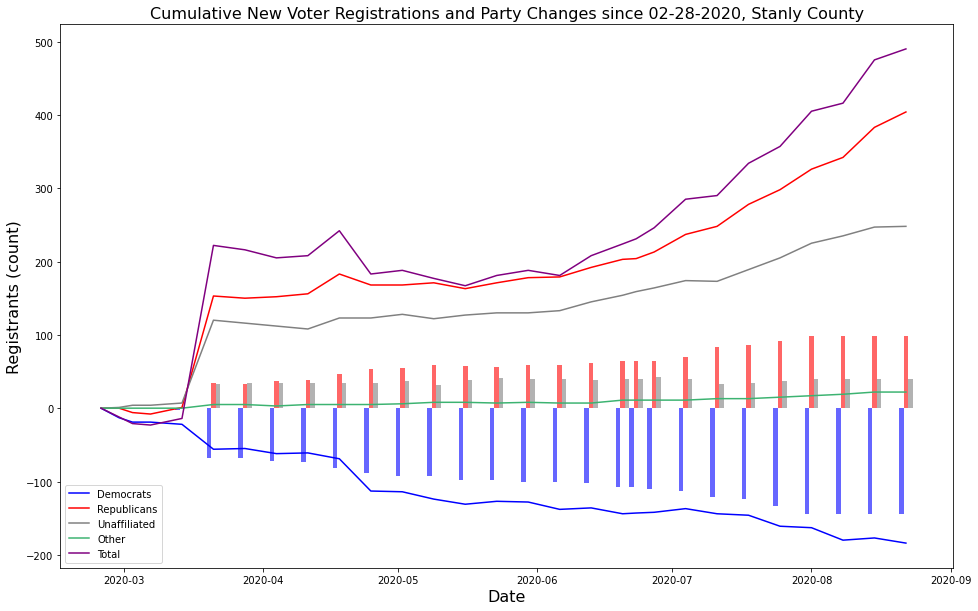 Cumulative New Voter Registrations and Party Changes since 02-28-2020, Stanly County
500
400
300
200
100
0
−100
−200
Registrants (count)
Democrats
Republicans
Unaffiliated
Other
Total
2020-03
2020-04
2020-05
2020-06
2020-07
2020-08
2020-09
Date